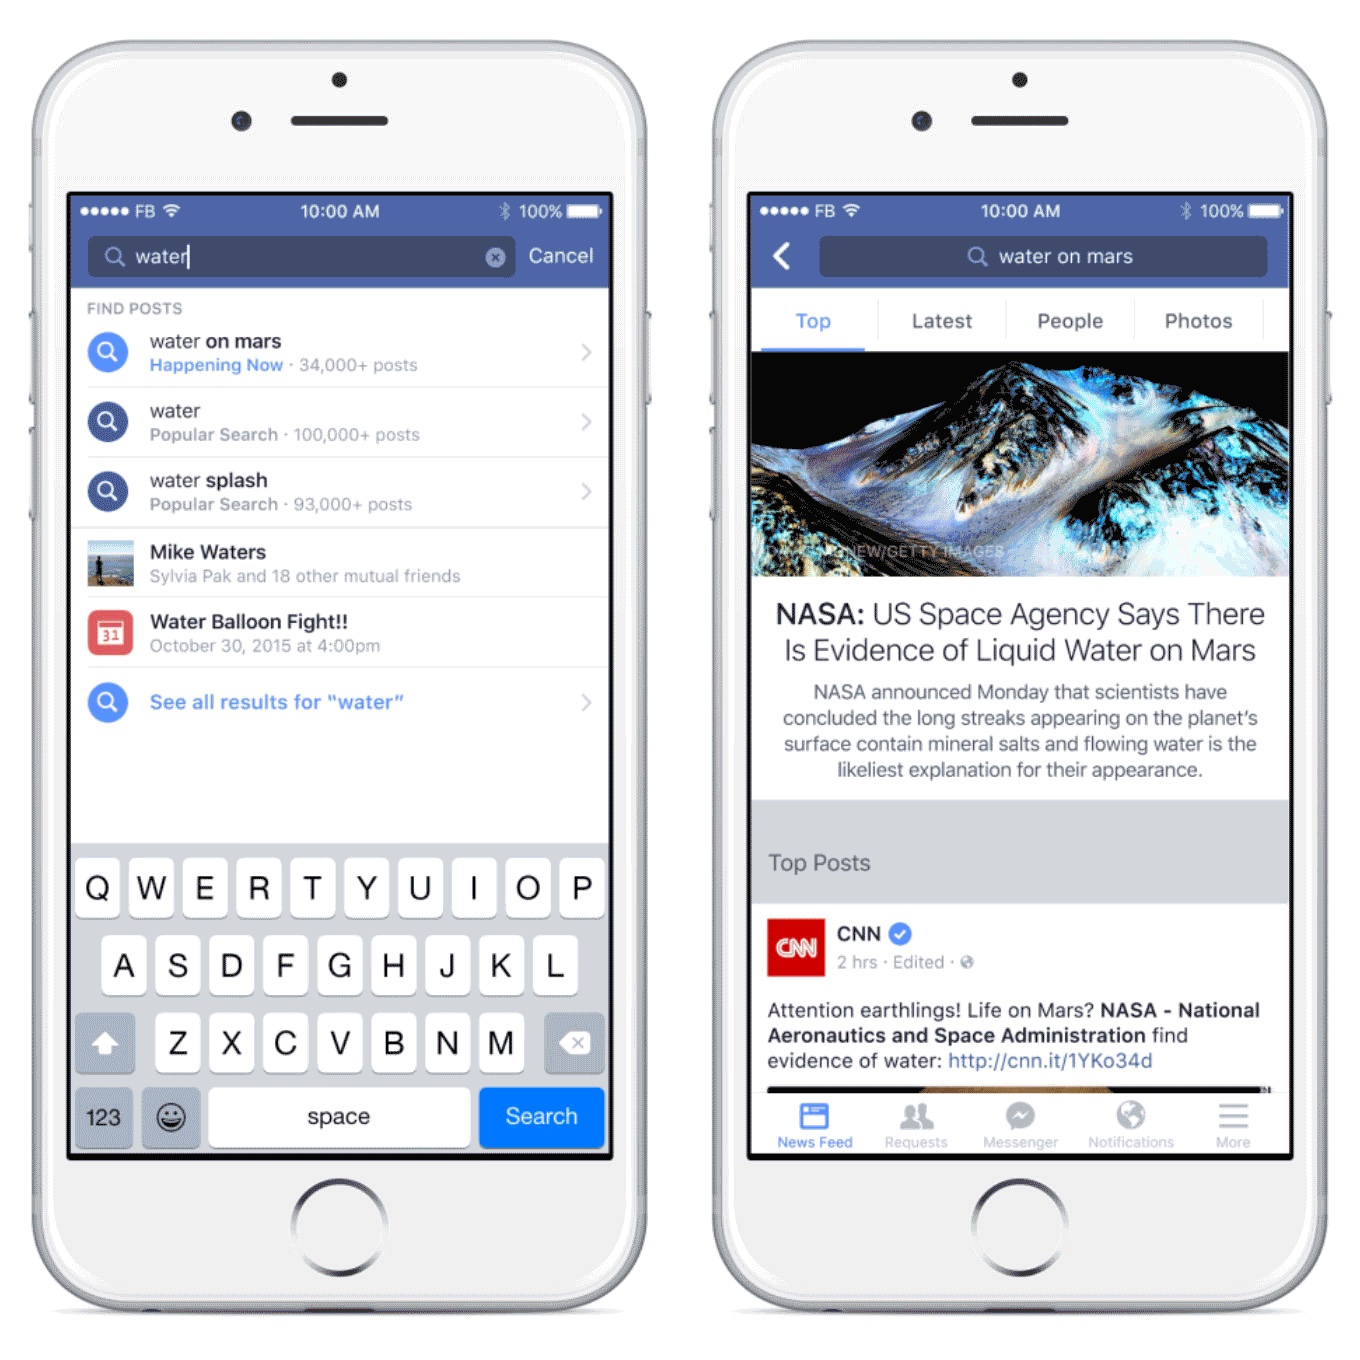 FB
10:00 AM
100%
water
Cancel
FIND POSTS
water on mars
Happening Now · 34,000+ posts
water
Popular Search · 100,000+ posts
water splash
Popular Search · 93,000+ posts
Mike Waters
Sylvia Pak and 18 other mutual friends
31
Water Balloon Fight!!
October 30, 2015 at 4:00pm
See all results for “water”
Q W E R T Y U I O P
A S D F G H J K L
Z X C V B N M
123
space
Search
FB
10:00 AM
100%
water on mars
Top
Latest
People
Photos
NEW/GETTY IMAGES
NASA: US Space Agency Says There
Is Evidence of Liquid Water on Mars
NASA announced Monday that scientists have
concluded the long streaks appearing on the planet’s
surface contain mineral salts and flowing water is the
likeliest explanation for their appearance.
Top Posts
CNN
CNN
2 hrs · Edited ·
Attention earthlings! Life on Mars? NASA - National
Aeronautics and Space Administration find
evidence of water: http://cnn.it/1YKo34d
News Feed
Requests
Messenger
Notifications
More